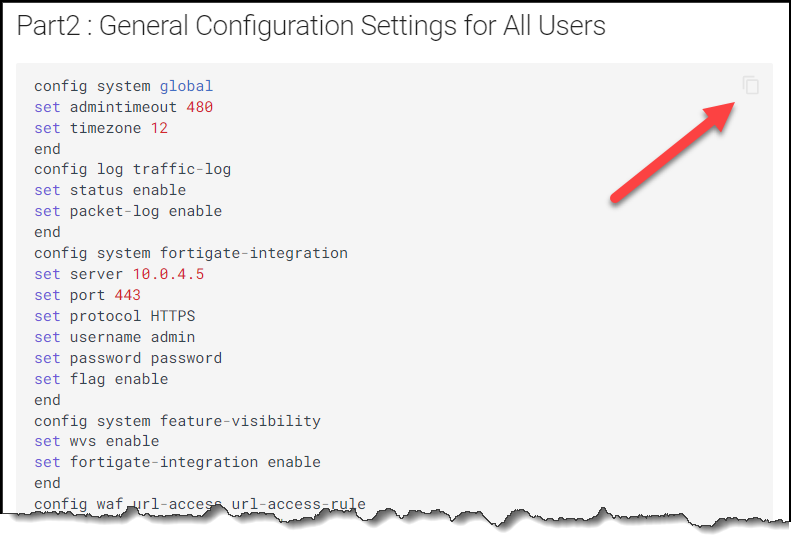 Part2 : General Configuration Settings for All Users
config system global
set admintimeout 480
set timezone 12
end
config log traffic-log
set status enable
set packet-log enable
end
config system fortigate-integration
set server 10.0.4.5
set port 443
set protocol HTTPS
set username admin
set password password
set flag enable
end
config system feature-visibility
set wvs enable
set fortigate-integration enable
end
config waf url-access url-access-rule